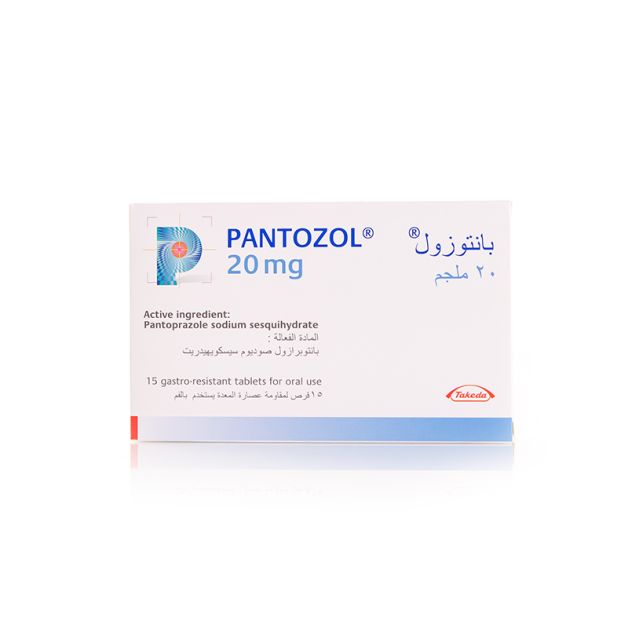 PANTOZOL®
20 mg
بانتوزول®
٢٠ ملجم
Active ingredient:
Pantoprazole sodium sesquihydrate
المادة الفعالة :
بانتوبرازول صوديوم سيسكويهيدريت
15 gastro-resistant tablets for oral use
١٥ قرص لمقاومة عصارة المعدة يستخدم بالفم
Takeda